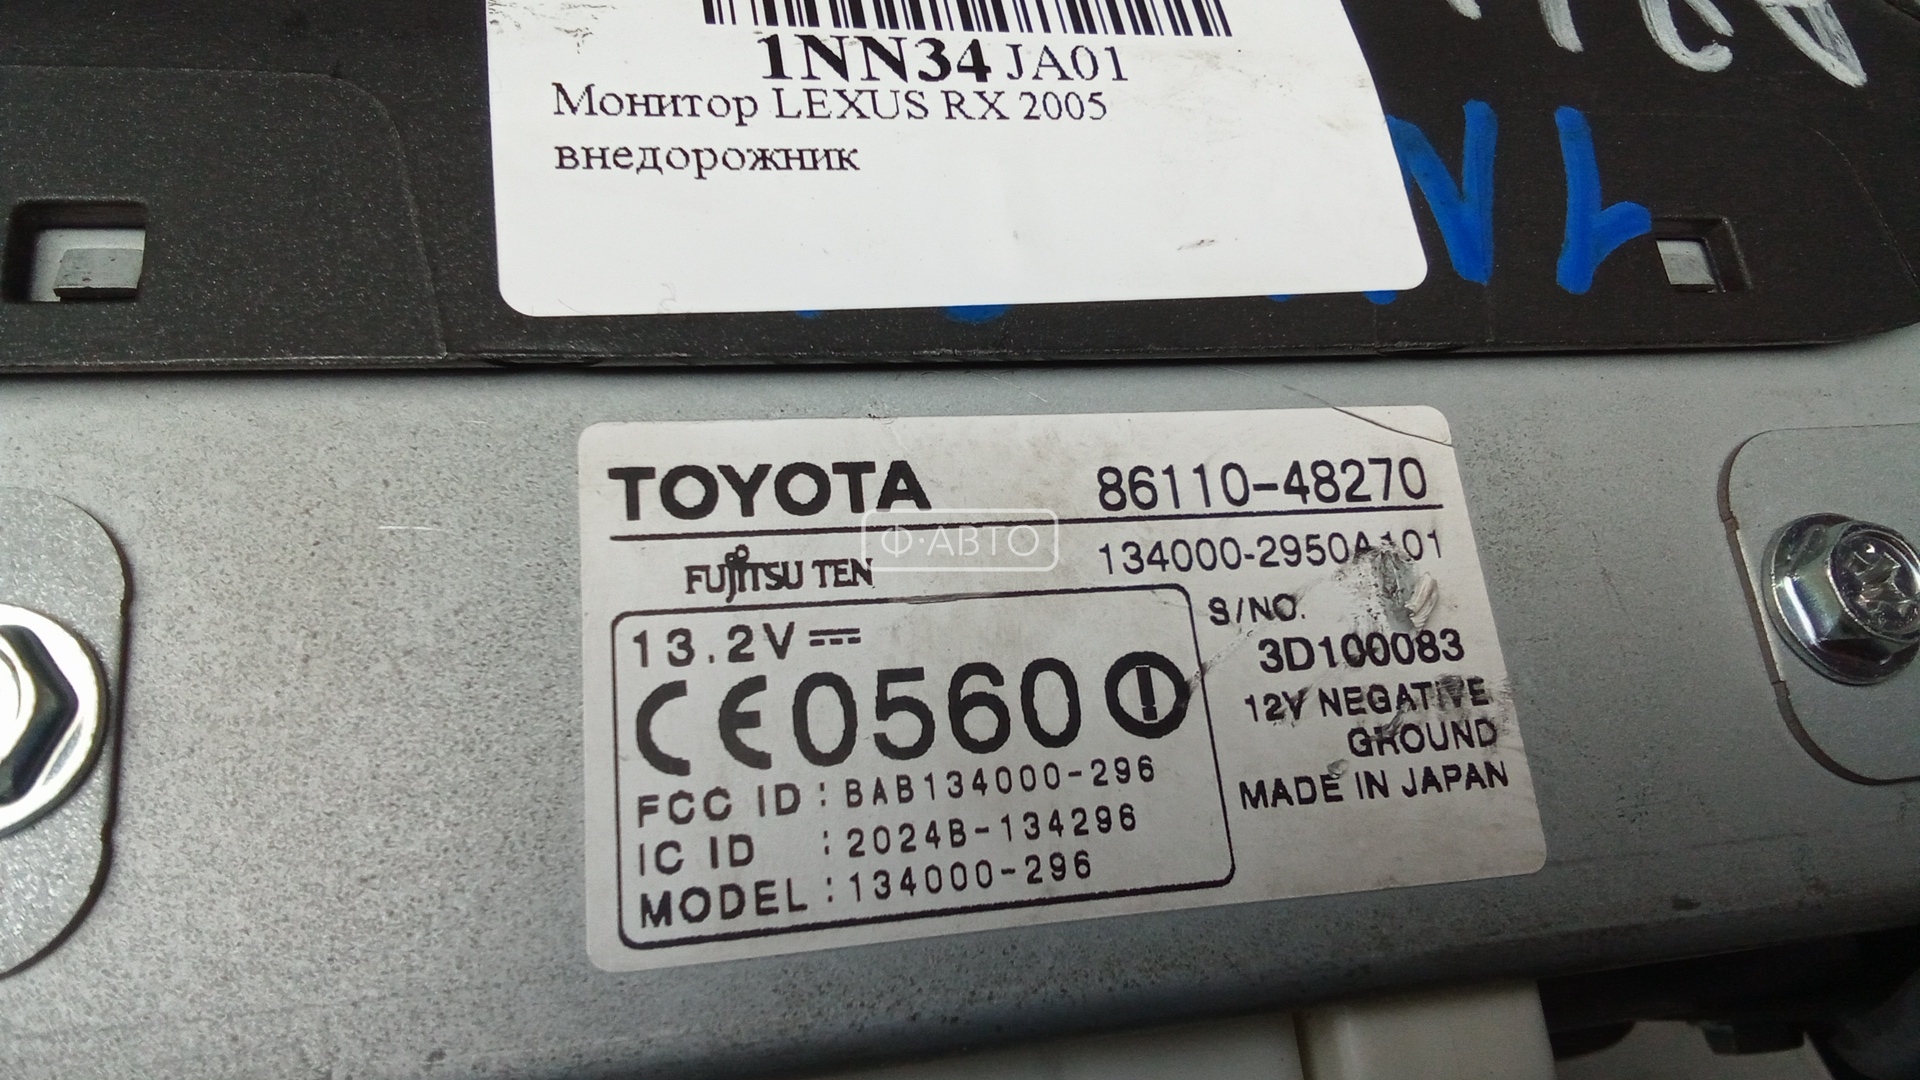 1NN34 JA01
Монитор LEXUS RX 2005
внедорожник
TOYOTA 86110-48270
Ф·АВТО
FUJITSU TEN 134000-2950A101
13.2V S/NO.
3D100083
CE0560
12V NEGATIVE
GROUND
MADE IN JAPAN
FCC ID : BAB134000-296
IC ID : 2024B-134296
MODEL : 134000-296